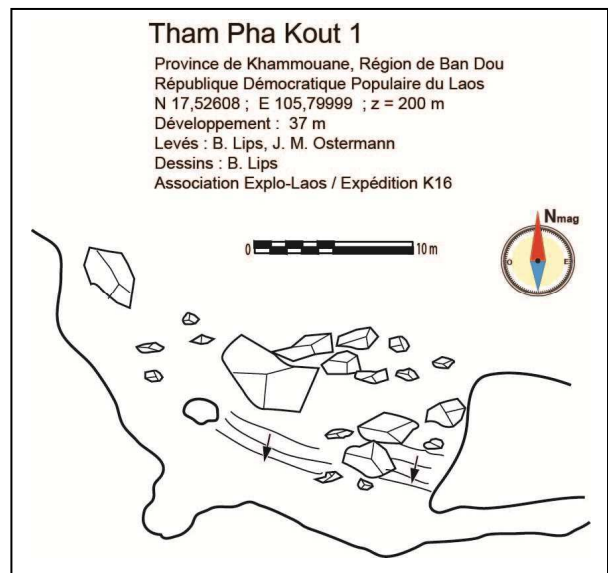 Tham Pha Kout 1
Province de Khammouane, Région de Ban Dou
République Démocratique Populaire du Laos
N 17,52608 ; E 105,79999 ; z = 200 m
Développement : 37 m
Levés : B. Lips, J. M. Ostermann
Dessins : B. Lips
Association Explo-Laos / Expédition K16
0 10 m
Nmag
O E